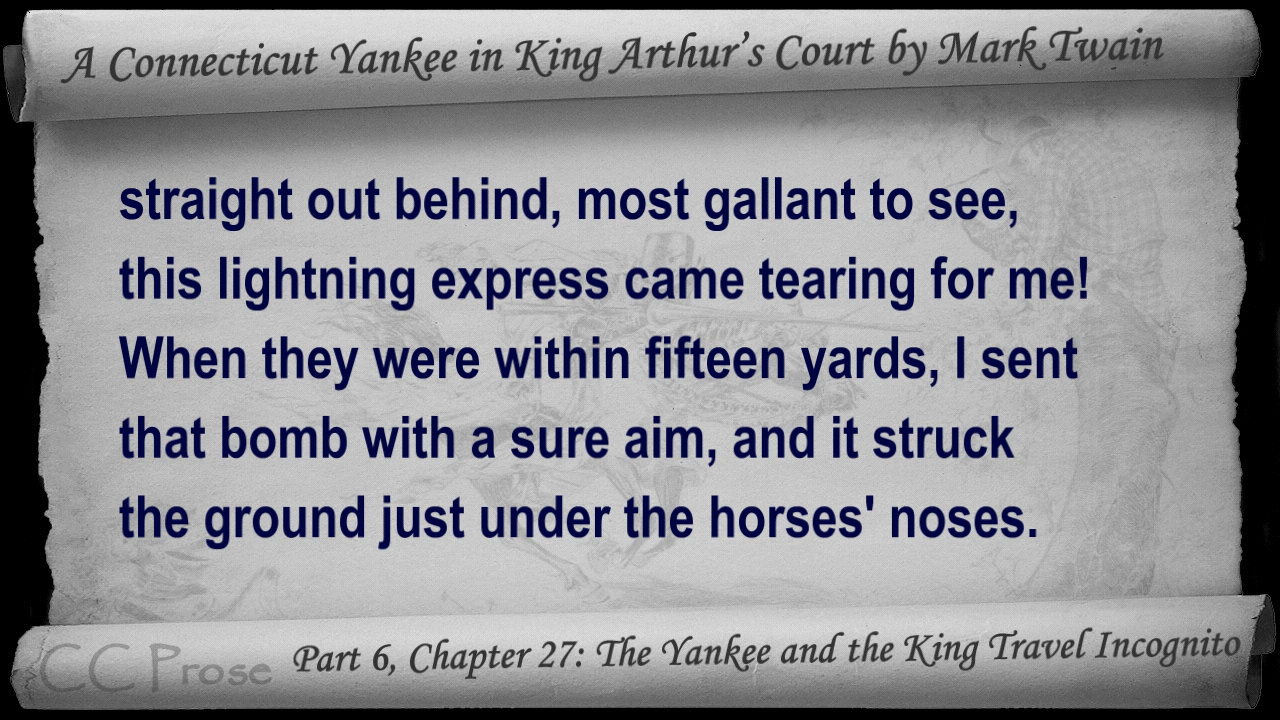 A Connecticut Yankee in King Arthur's Court by Mark Twain
straight out behind, most gallant to see,
this lightning express came tearing for me!
When they were within fifteen yards, I sent
that bomb with a sure aim, and it struck
the ground just under the horses' noses.
CC Prose
Part 6, Chapter 27: The Yankee and the King Travel Incognito